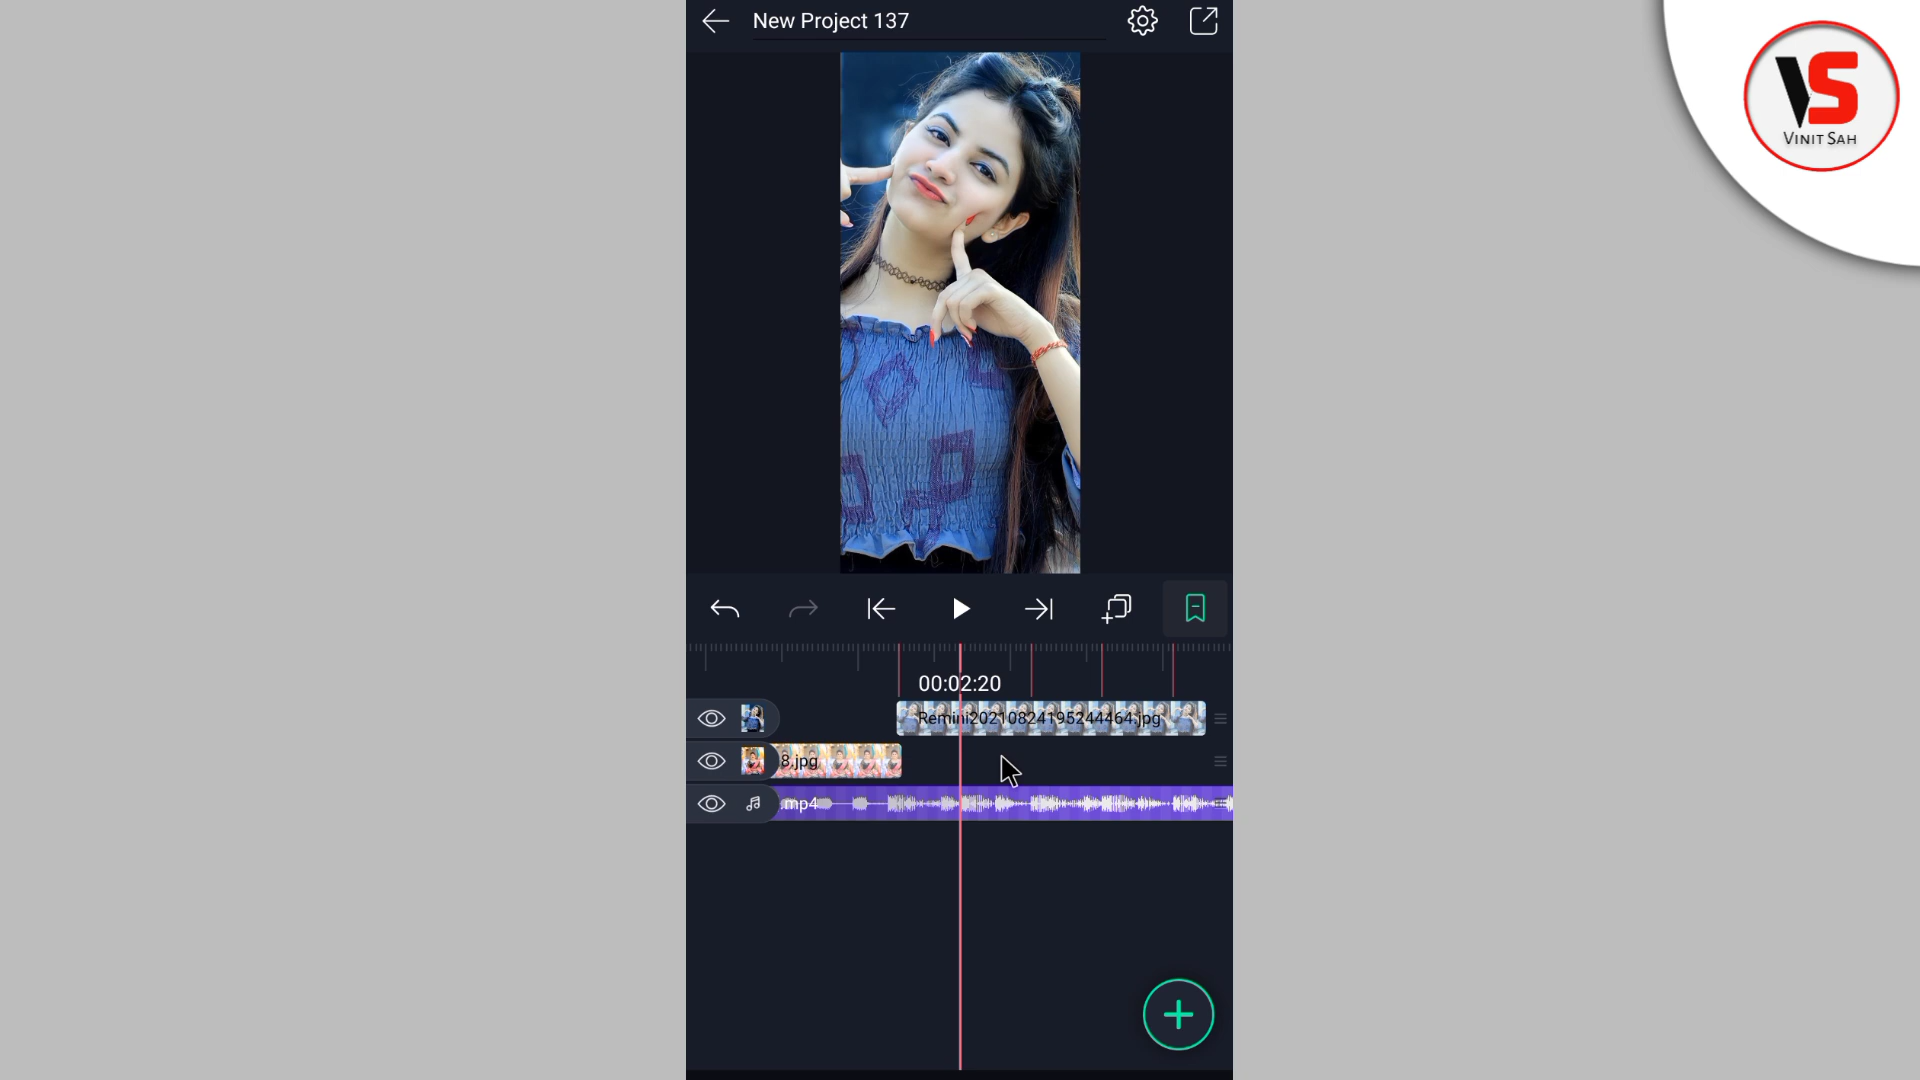 New Project 137
VS
VINIT SAH
00:02:20
Remini20210824195244464.jpg
8.jpg
.mp4